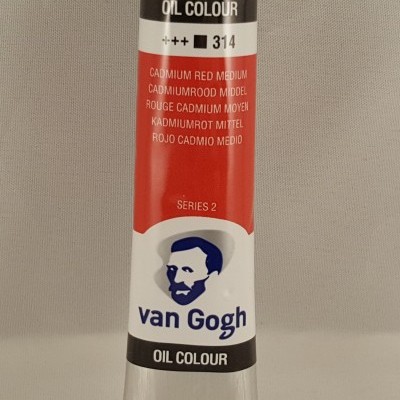 OIL COLOUR
+++ ■ 314
CADMIUM RED MEDIUM
CADMIUMROOD MIDDEL
ROUGE CADMIUM MOYEN
KADMIUMROT MITTEL
ROJO CADMIO MEDIO
SERIES 2
van Gogh
OIL COLOUR